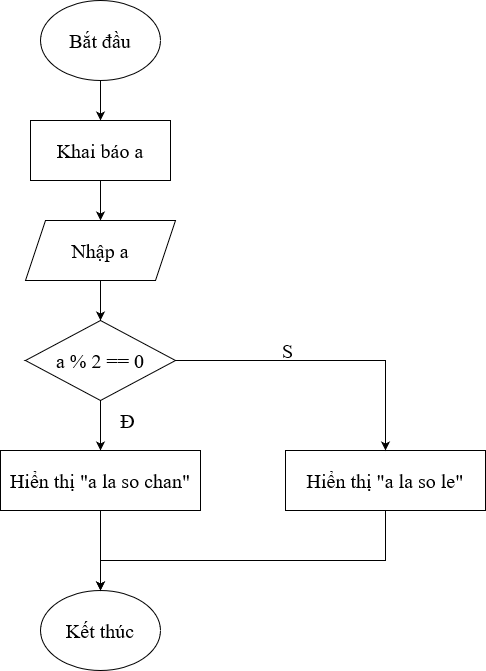 Bắt đầu
Khai báo a
Nhập a
a % 2 == 0
S
Đ
Hiển thị "a la so chan"
Hiển thị "a la so le"
Kết thúc